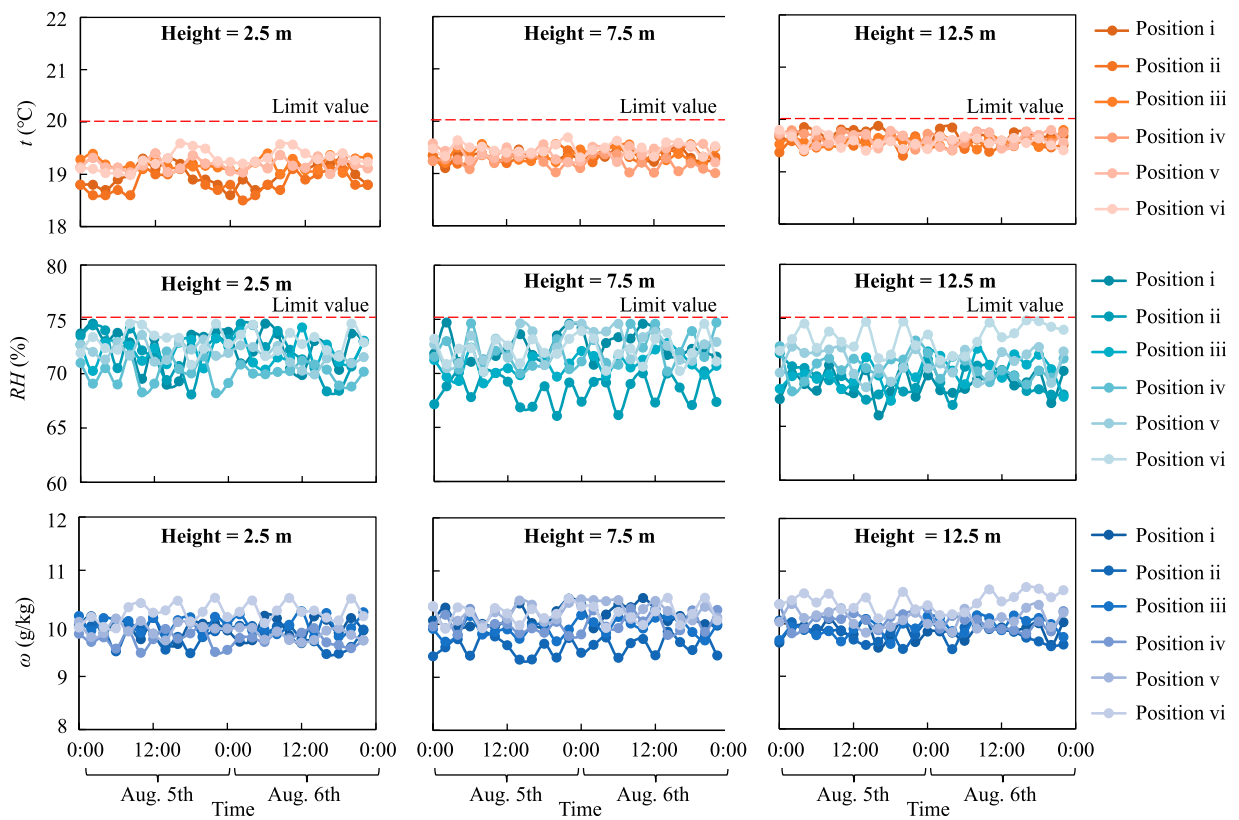 t (°C)
22
21
20
19
18
Height = 2.5 m
Limit value
Height = 7.5 m
Limit value
Height = 12.5 m
Limit value
Position i
Position ii
Position iii
Position iv
Position v
Position vi
RH (%)
80
75
70
65
60
Height = 2.5 m
Limit value
Height = 7.5 m
Limit value
Height = 12.5 m
Limit value
Position i
Position ii
Position iii
Position iv
Position v
Position vi
ω (g/kg)
12
11
10
9
8
Height = 2.5 m
Height = 7.5 m
Height = 12.5 m
Position i
Position ii
Position iii
Position iv
Position v
Position vi
0:00 12:00 0:00 12:00 0:00
Aug. 5th Aug. 6th
Time
0:00 12:00 0:00 12:00 0:00
Aug. 5th Aug. 6th
Time
0:00 12:00 0:00 12:00 0:00
Aug. 5th Aug. 6th
Time